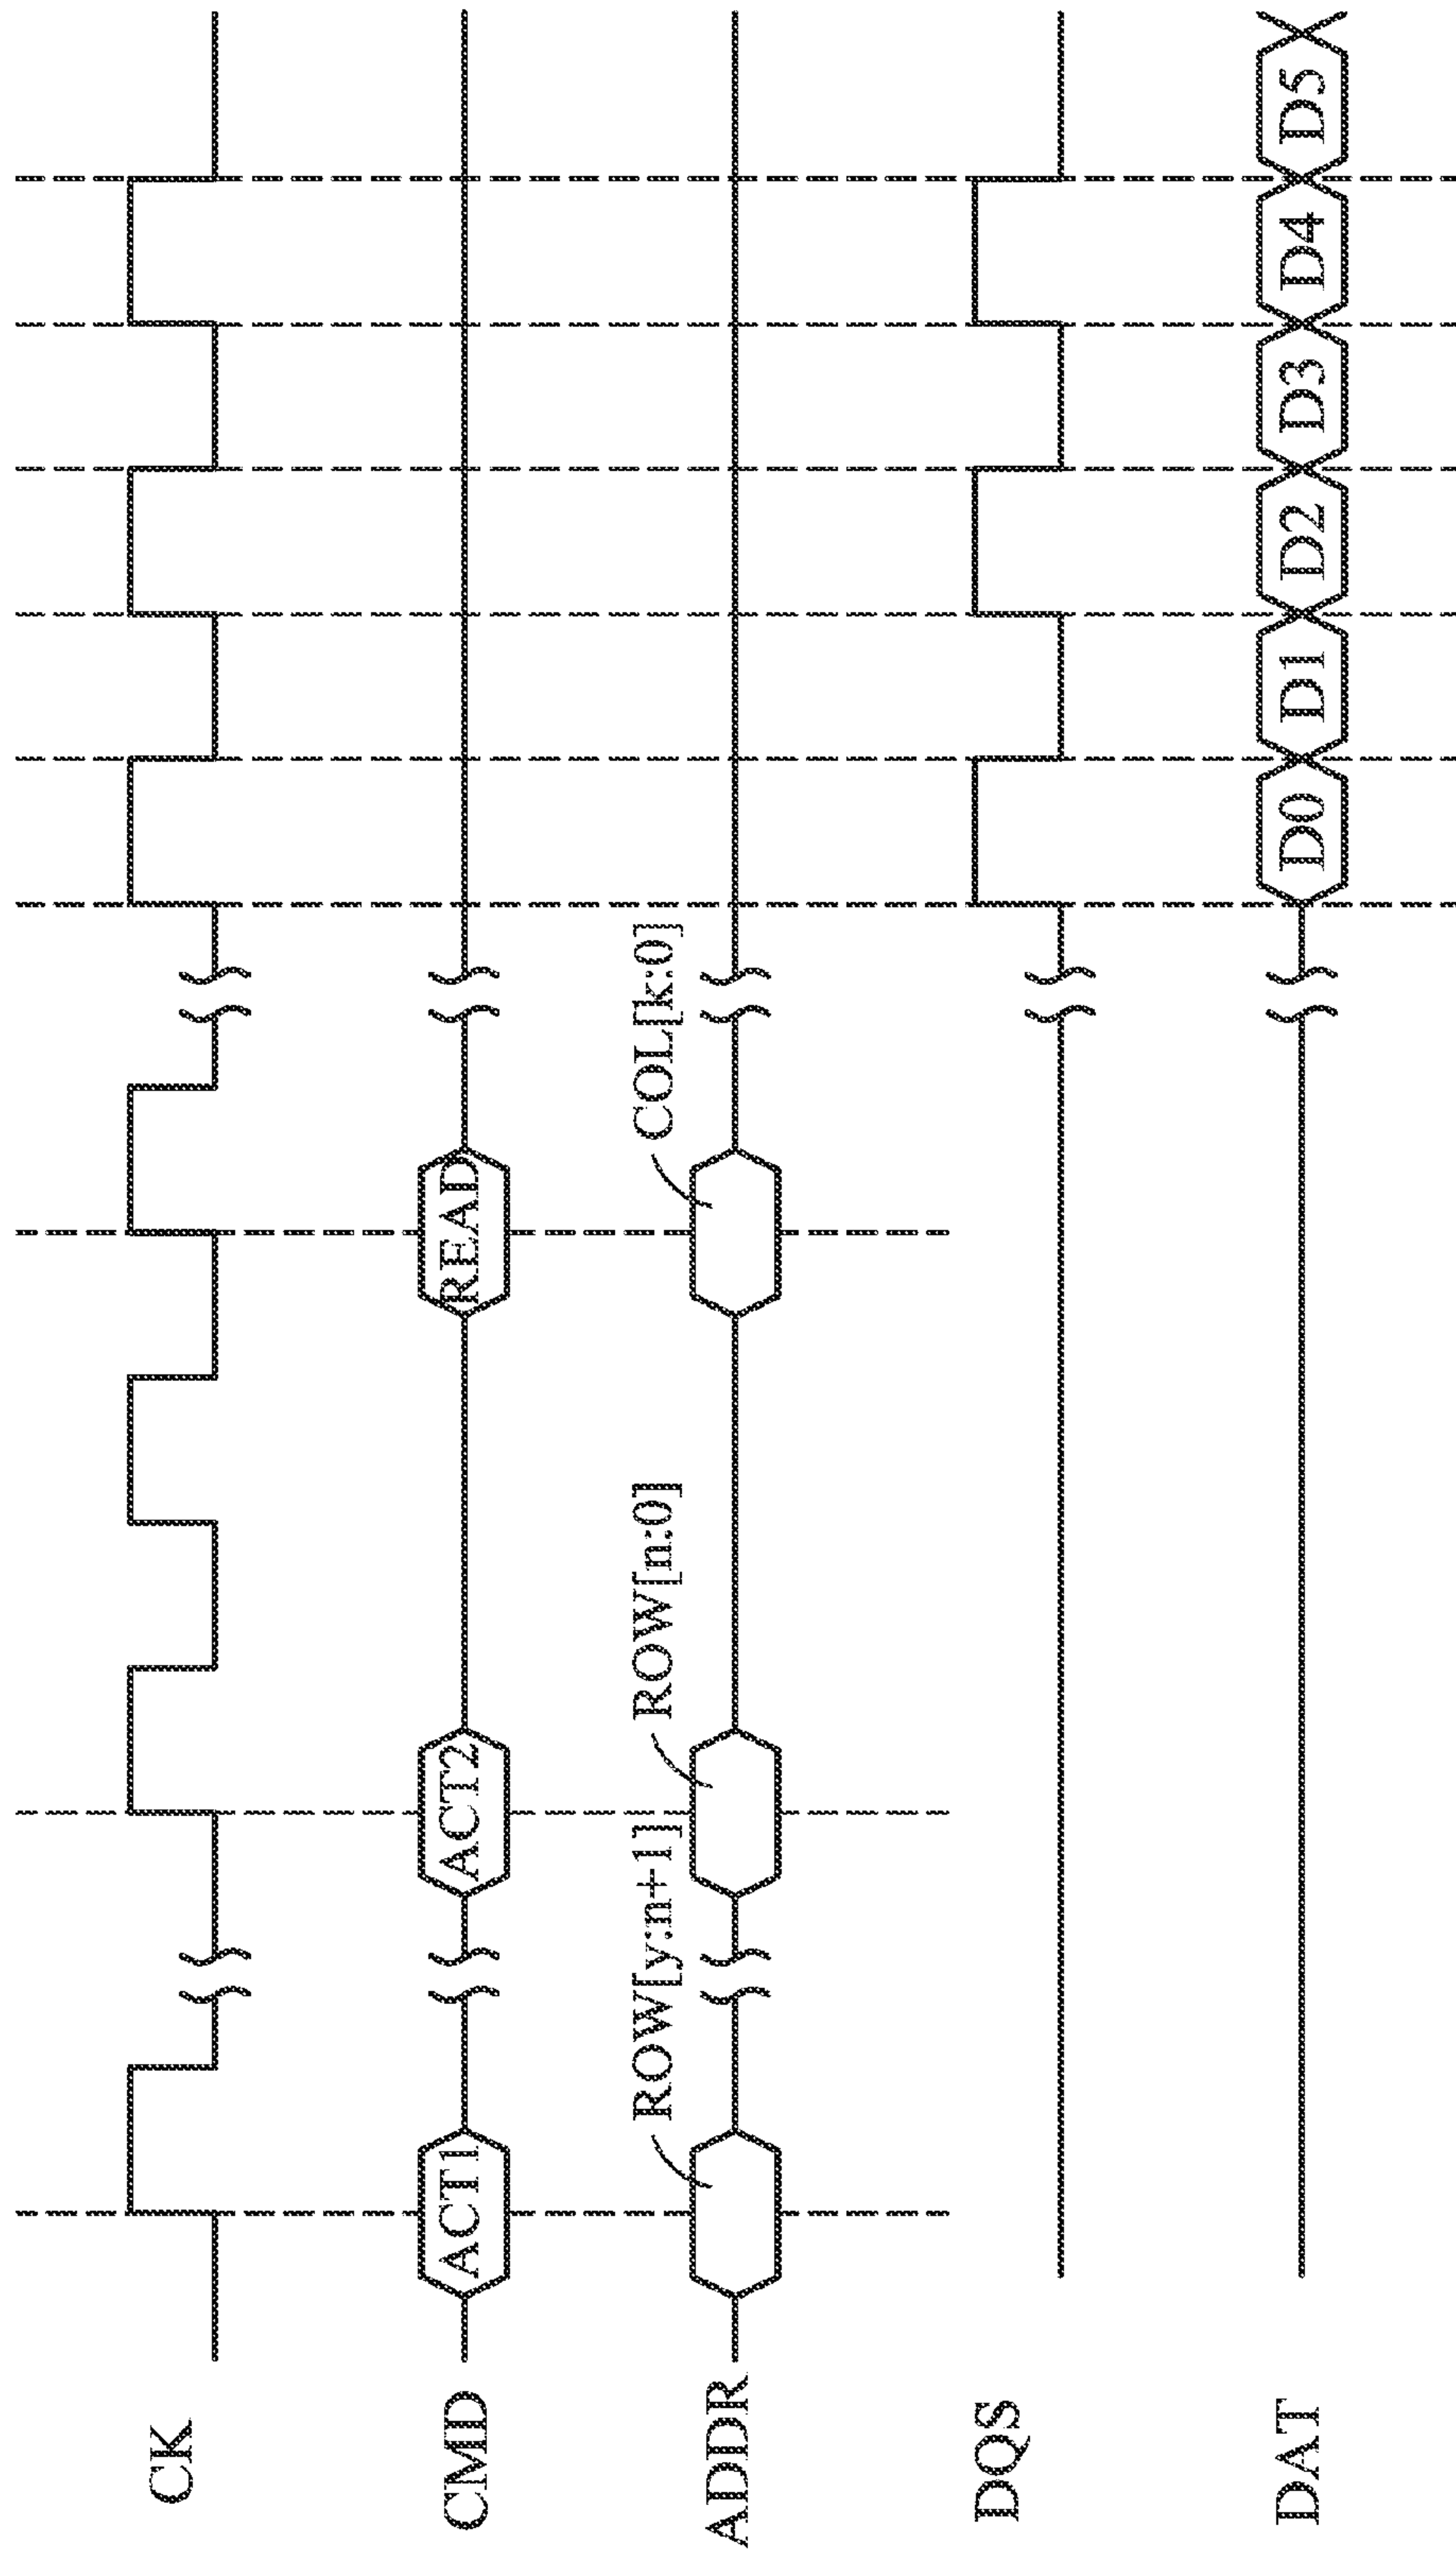 CK
CMD
ACT1
ACT2
READ
ADDR
ROW[y:n+1]
ROW[n:0]
COL[k:0]
DQS
DAT
D0
D1
D2
D3
D4
D5